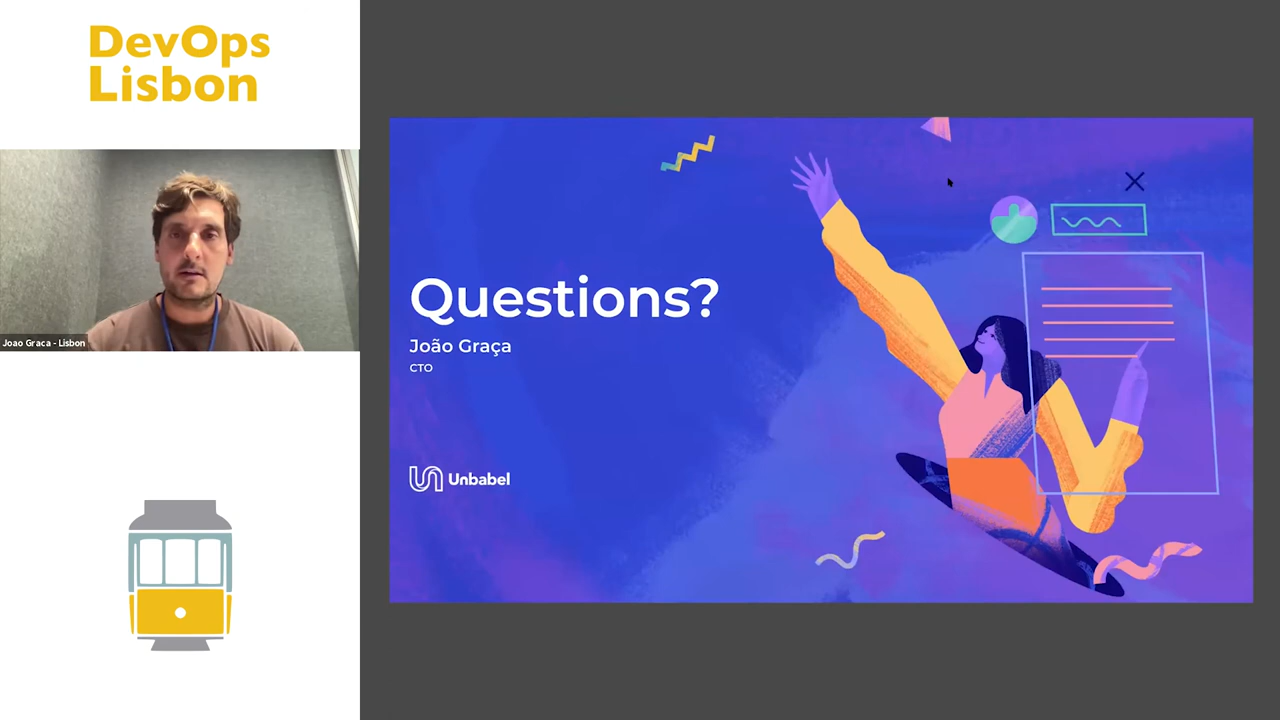 DevOps
Lisbon
Joao Graca - Lisbon
Questions?
João Graça
CTO
Unbabel